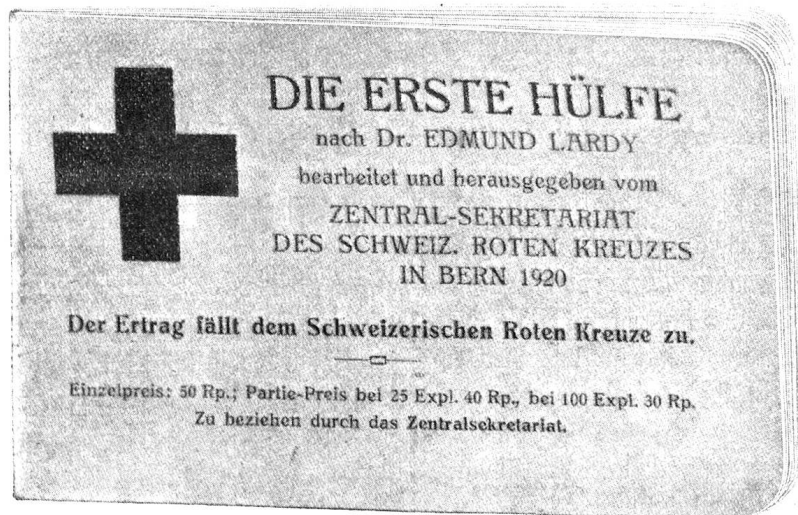 DIE ERSTE HÜLFE
nach Dr. EDMUND LARDY
bearbeitet und herausgegeben vom
ZENTRAL-SEKRETARIAT
DES SCHWEIZ. ROTEN KREUZES
IN BERN 1920
Der Ertrag fällt dem Schweizerischen Roten Kreuze zu.
Einzelpreis: 50 Rp.; Partie-Preis bei 25 Expl. 40 Rp., bei 100 Expl. 30 Rp.
Zu beziehen durch das Zentralsekretariat.